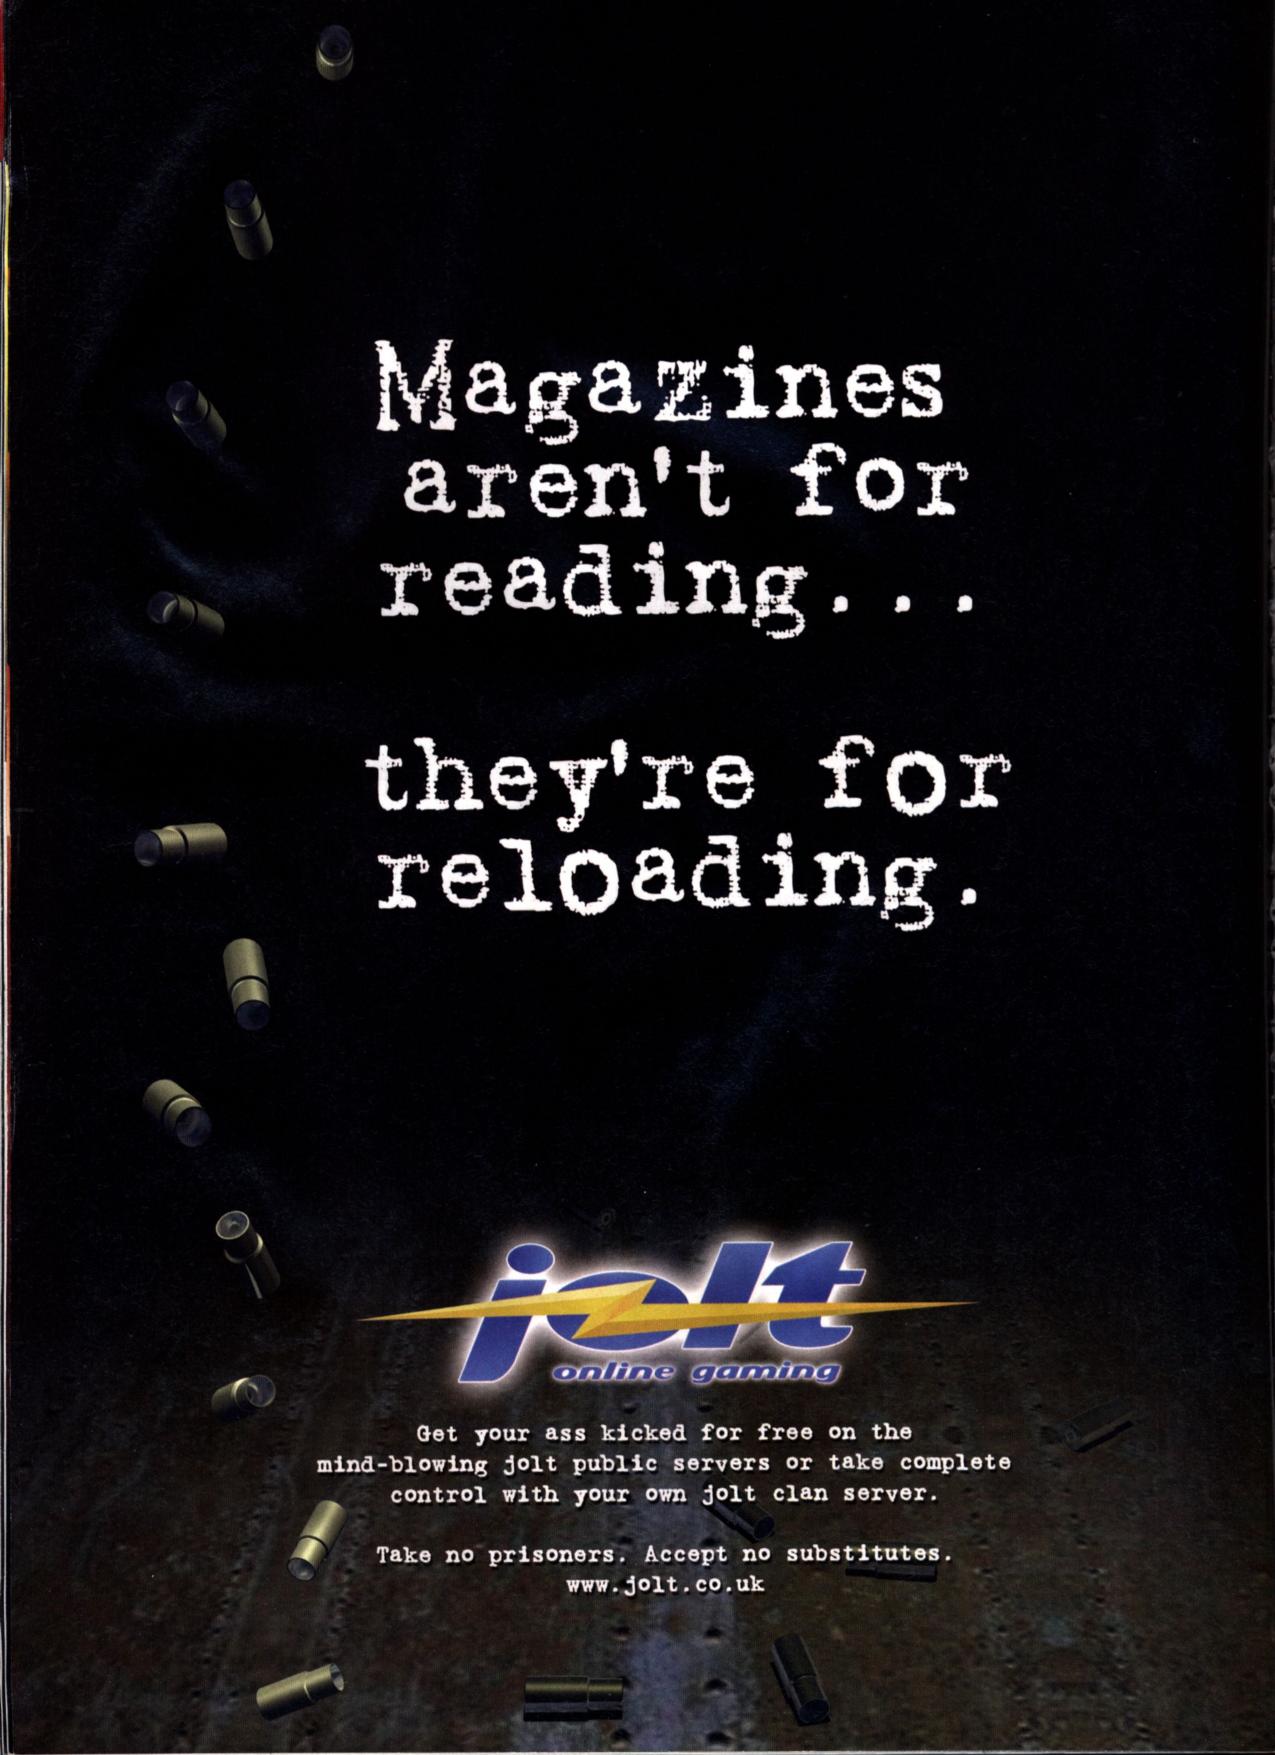 Magazines
aren't for
reading...
they're for
reloading.
jolt
online gaming
Get your ass kicked for free on the
mind-blowing jolt public servers or take complete
control with your own jolt clan server.
Take no prisoners. Accept no substitutes.
www.jolt.co.uk